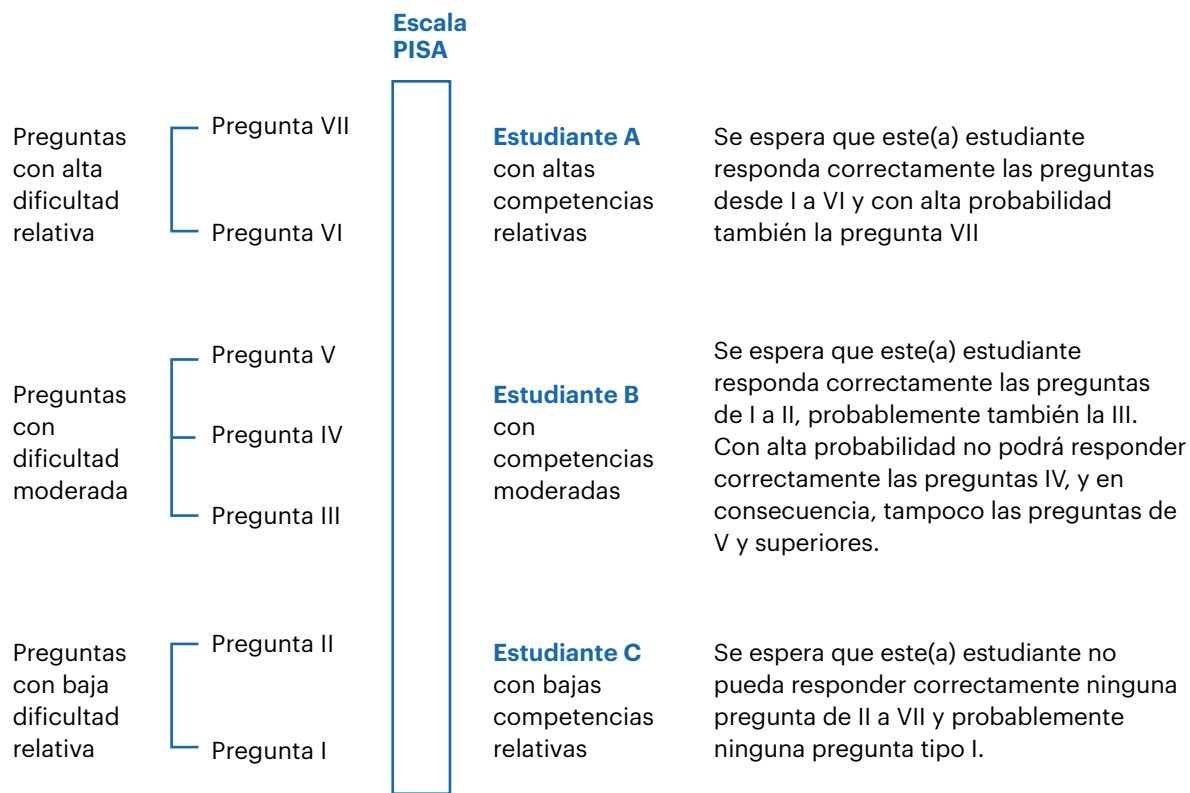 Escala
PISA
Preguntas
con alta
dificultad
relativa
Pregunta VII
Pregunta VI
Estudiante A
con altas
competencias
relativas
Se espera que este(a) estudiante
responda correctamente las preguntas
desde I a VI y con alta probabilidad
también la pregunta VII
Preguntas
con
dificultad
moderada
Pregunta V
Pregunta IV
Pregunta III
Estudiante B
con
competencias
moderadas
Se espera que este(a) estudiante
responda correctamente las preguntas
de I a II, probablemente también la III.
Con alta probabilidad no podrá responder
correctamente las preguntas IV, y en
consecuencia, tampoco las preguntas de
V y superiores.
Preguntas
con baja
dificultad
relativa
Pregunta II
Pregunta I
Estudiante C
con bajas
competencias
relativas
Se espera que este(a) estudiante no
pueda responder correctamente ninguna
pregunta de II a VII y probablemente
ninguna pregunta tipo I.